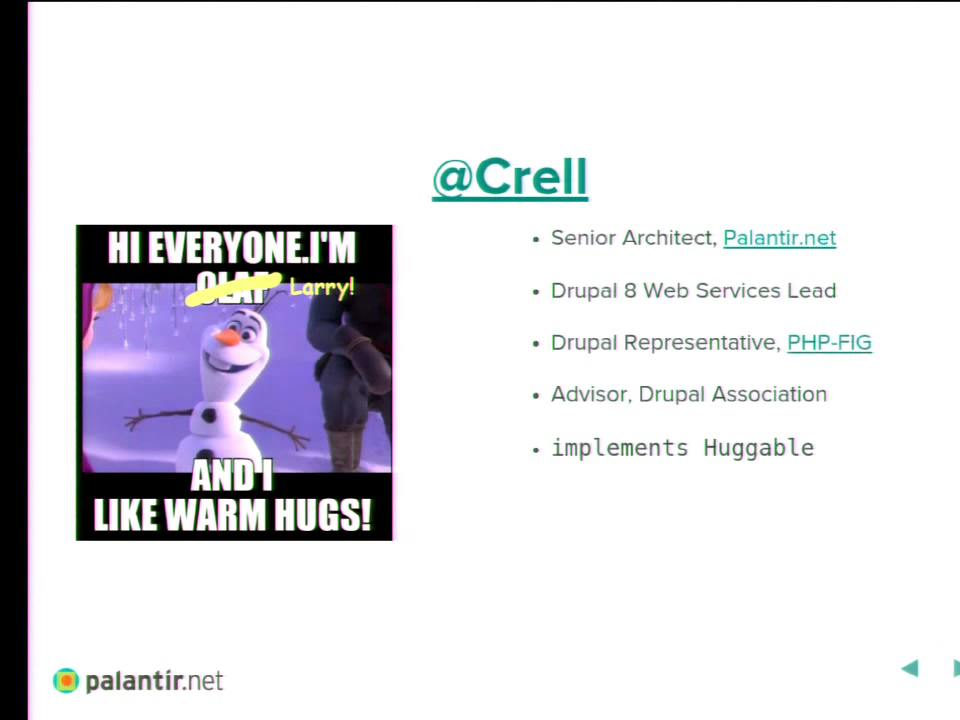 @Crell
HI EVERYONE.I'M
OLAF Larry!
AND I
LIKE WARM HUGS!
• Senior Architect, Palantir.net
• Drupal 8 Web Services Lead
• Drupal Representative, PHP-FIG
• Advisor, Drupal Association
• implements Huggable
palantir.net